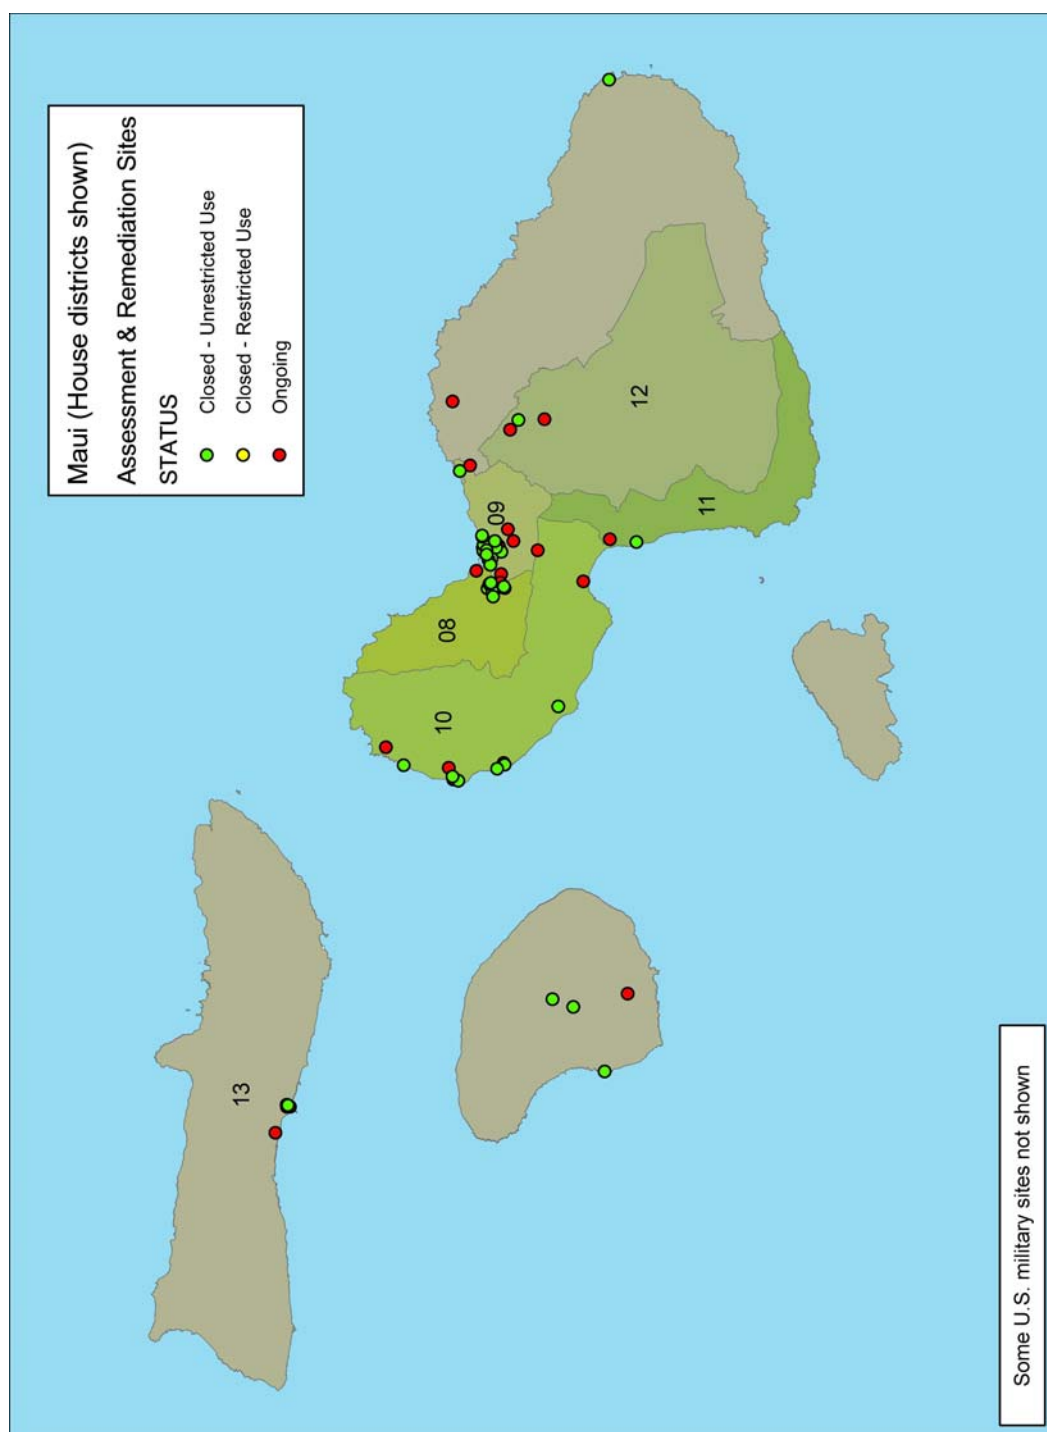 Maui (House districts shown)
Assessment & Remediation Sites
STATUS
Closed - Unrestricted Use
Closed - Restricted Use
Ongoing
13
10
08
09
11
12
Some U.S. military sites not shown